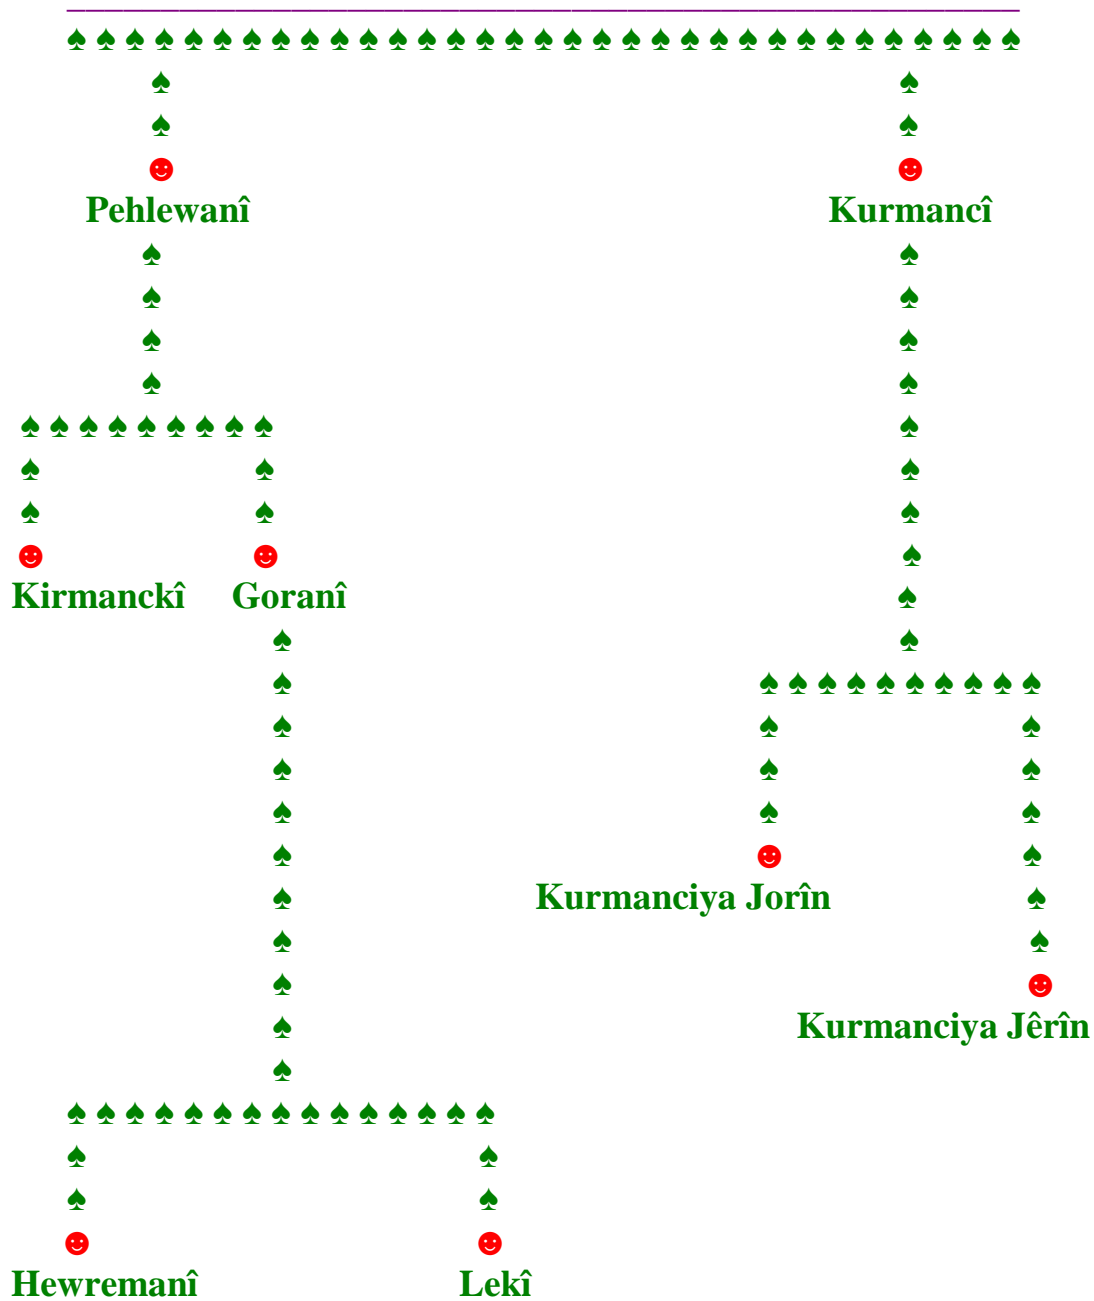 Pehlewanî Kurmancî
Kirmanckî Goranî
Kurmanciya Jorîn
Kurmanciya Jêrîn
Hewremanî Lekî